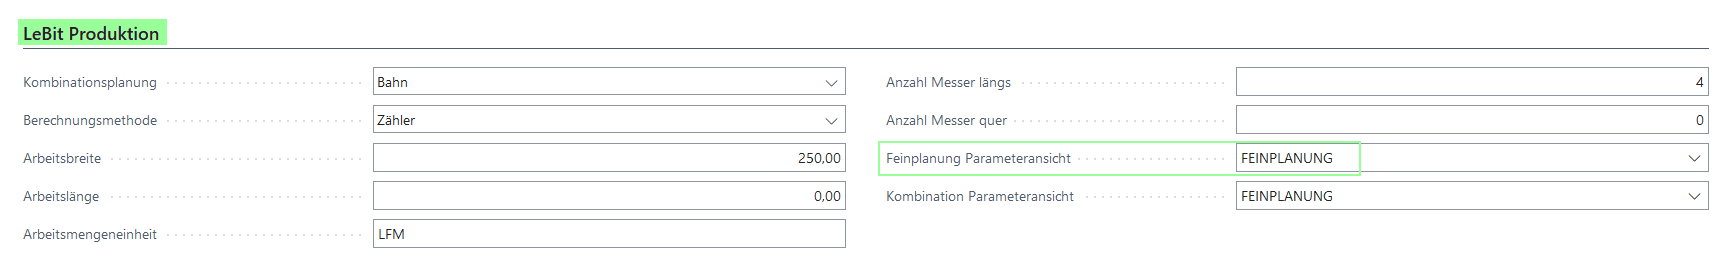 LeBit Produktion
Kombinationsplanung Bahn
Berechnungsmethode Zähler
Arbeitsbreite 250,00
Arbeitslänge 0,00
Arbeitsmengeneinheit LFM
Anzahl Messer längs 4
Anzahl Messer quer 0
Feinplanung Parameteransicht FEINPLANUNG
Kombination Parameteransicht FEINPLANUNG